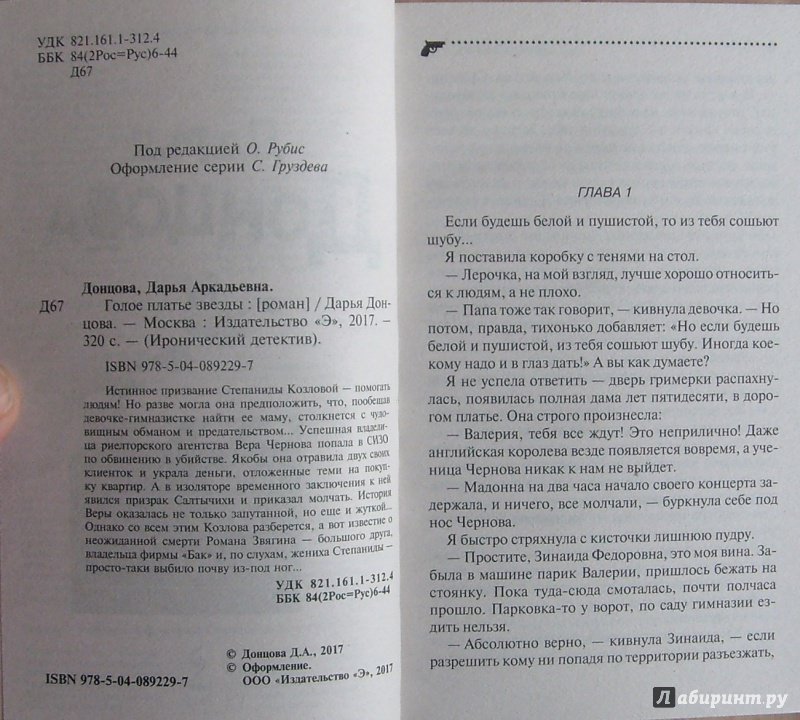 УДК 821.161.1-312.4
ББК 84(2Рос=Рус)6-44
Д67
Под редакцией О. Рубис
Оформление серии С. Груздева
Донцова, Дарья Аркадьевна.
Д67 Голое платье звезды : [роман] / Дарья Дон-
цова. — Москва : Издательство «Э», 2017. —
320 с. — (Иронический детектив).
ISBN 978-5-04-089229-7
Истинное призвание Степаниды Козловой — помогать
людям! Но разве могла она предположить, что, пообещав
девочке-гимназистке найти ее маму, столкнется с чудо-
вищным обманом и предательством... Успешная владели-
ца риелторского агентства Вера Чернова попала в СИЗО
по обвинению в убийстве. Якобы она отравила двух своих
клиенток и украла деньги, отложенные теми на покуп-
ку квартир. А в изоляторе временного заключения к ней
явился призрак Салтычихи и приказал молчать. История
Веры оказалась не только запутанной, но еще и жуткой...
Однако со всем этим Козлова разберется, а вот известие о
неожиданной смерти Романа Звягина — большого друга,
владельца фирмы «Бак» и, по слухам, жениха Степаниды —
просто-таки выбило почву из-под ног...
УДК 821.161.1-312.4
ББК 84(2Рос=Рус)6-44
© Донцова Д.А., 2017
© Оформление.
ISBN 978-5-04-089229-7 ООО «Издательство «Э», 2017
ГЛАВА 1
Если будешь белой и пушистой, то из тебя сошьют
шубу...
Я поставила коробку с тенями на стол.
— Лерочка, на мой взгляд, лучше хорошо относить-
ся к людям, а не плохо.
— Папа тоже так говорит, — кивнула девочка. — Но
потом, правда, тихонько добавляет: «Но если будешь
белой и пушистой, из тебя сошьют шубу. Иногда кое-
кому надо и в глаз дать!» А вы как думаете?
Я не успела ответить — дверь гримерки распахну-
лась, появилась полная дама лет пятидесяти, в доро-
гом платье. Она строго произнесла:
— Валерия, тебя все ждут! Это неприлично! Даже
английская королева везде появляется вовремя, а уче-
ница Чернова никак к нам не выйдет.
— Мадонна на два часа начало своего концерта за-
держала, и ничего, все молчали, — буркнула себе под
нос Чернова.
Я быстро стряхнула с кисточки лишнюю пудру.
— Простите, Зинаида Федоровна, это моя вина. За-
была в машине парик Валерии, пришлось бежать на
стоянку. Пока туда-сюда смоталась, почти полчаса
прошло. Парковка-то у ворот, по саду гимназии ез-
дить нельзя.
— Абсолютно верно, — кивнула Зинаида, — если
разрешить кому ни попадя по территории разъезжать,
Лабиринт.ру